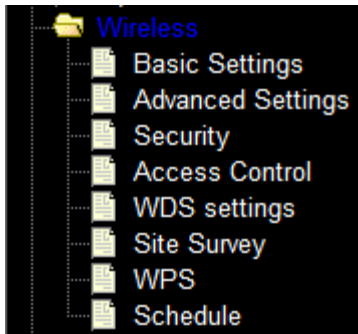 Wireless
Basic Settings
Advanced Settings
Security
Access Control
WDS settings
Site Survey
WPS
Schedule